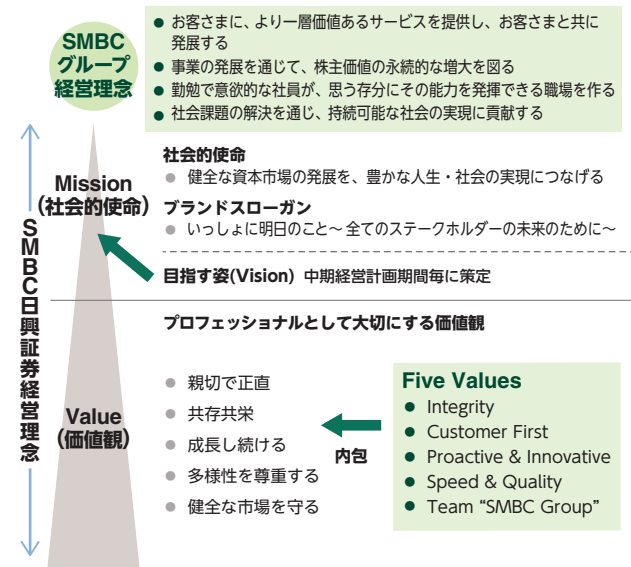 SMBC
グループ
経営理念
● お客さまに、より一層価値あるサービスを提供し、お客さまと共に
発展する
● 事業の発展を通じて、株主価値の永続的な増大を図る
● 勤勉で意欲的な社員が、思う存分にその能力を発揮できる職場を作る
● 社会課題の解決を通じ、持続可能な社会の実現に貢献する
SMBC日興証券経営理念
Mission
(社会的使命)
社会的使命
● 健全な資本市場の発展を、豊かな人生・社会の実現につなげる
ブランドスローガン
● いっしょに明日のこと～全てのステークホルダーの未来のために～
目指す姿(Vision) 中期経営計画期間毎に策定
プロフェッショナルとして大切にする価値観
Value
(価値観)
● 親切で正直
● 共存共栄
● 成長し続ける
● 多様性を尊重する
● 健全な市場を守る
内包
Five Values
● Integrity
● Customer First
● Proactive & Innovative
● Speed & Quality
● Team “SMBC Group”